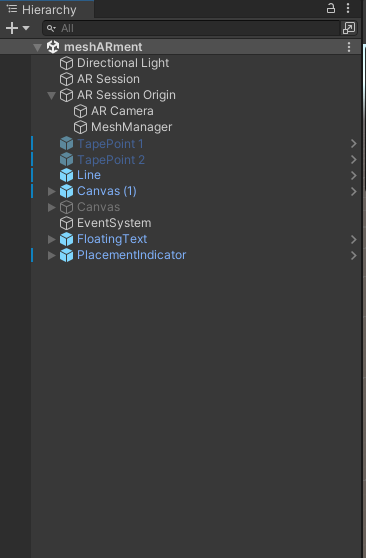 Hierarchy
All
meshARment
Directional Light
AR Session
AR Session Origin
AR Camera
MeshManager
TapePoint 1
TapePoint 2
Line
Canvas (1)
Canvas
EventSystem
FloatingText
PlacementIndicator